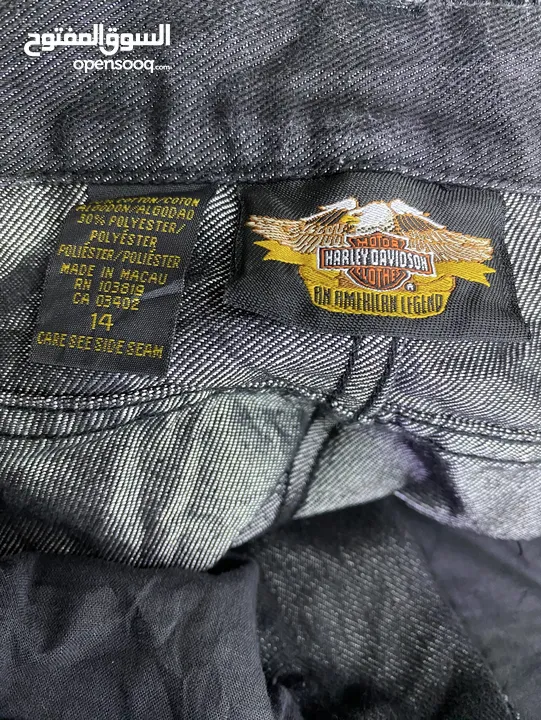 السوق المفتوح
opensooq.com
COTTON/COTON
ALGODON/ALGODAO
30% POLYESTER/
POLYESTER
POLIESTER/POLIÉSTER
MADE IN MACAU
RN 103819
CA 03402
14
CARE SEE SIDE SEAM
MOTOR
HARLEY-DAVIDSON
CLOTHES
®
AN AMERICAN LEGEND